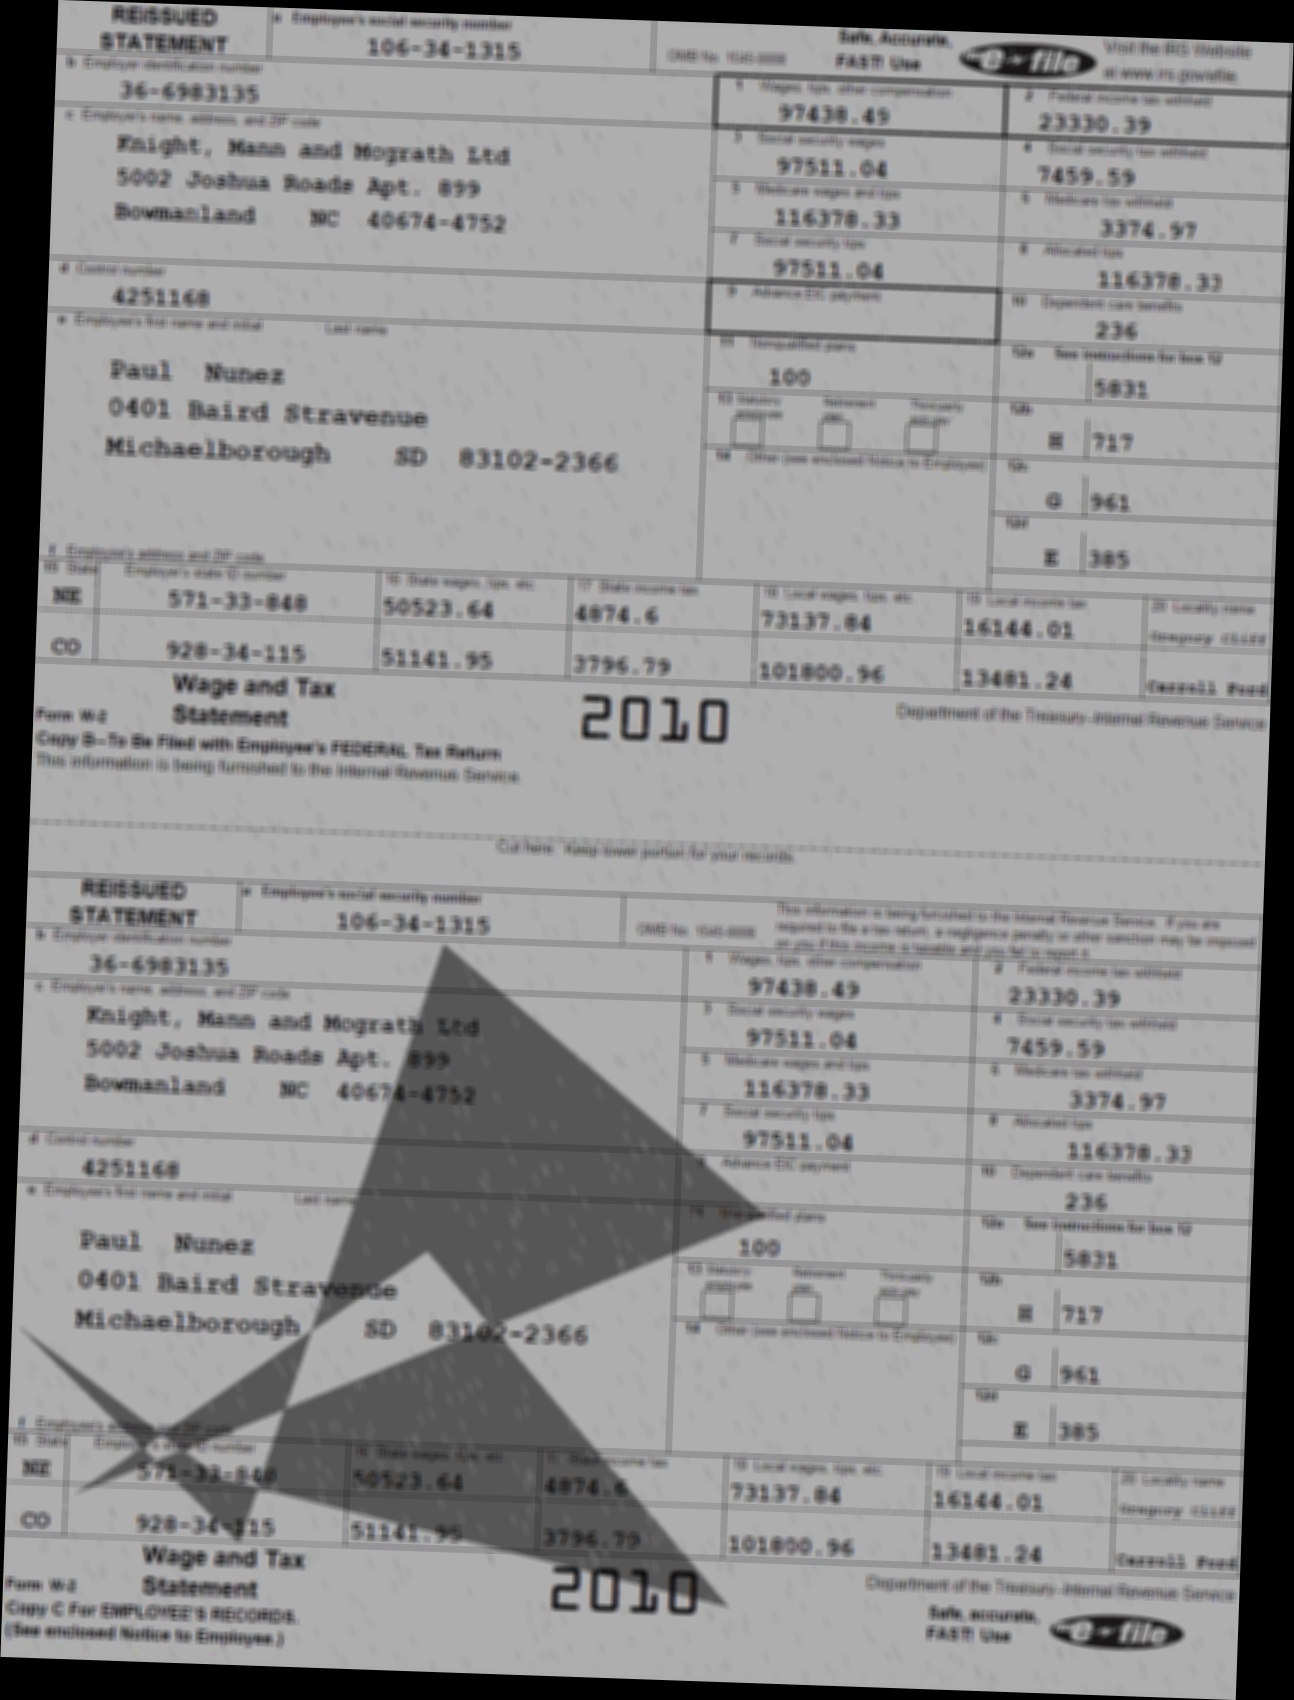 REISSUED STATEMENT
a Employee's social security number
106-34-1315
OMB No. 1545-0008
Safe, Accurate, FAST! Use
e file
Visit the IRS Website at www.irs.gov/efile.
b Employer identification number
36-6983135
1 Wages, tips, other compensation
97438.49
2 Federal income tax withheld
23330.39
c Employer's name, address, and ZIP code
Knight, Mann and Mcgrath Ltd
5002 Joshua Roads Apt. 899
Bowmanland NC 40674-4752
3 Social security wages
97511.04
4 Social security tax withheld
7459.59
5 Medicare wages and tips
116378.33
6 Medicare tax withheld
3374.97
7 Social security tips
97511.04
8 Allocated tips
116378.33
d Control number
4251168
9 Advance EIC payment
10 Dependent care benefits
236
e Employee's first name and initial Last name
Paul Nunez
0401 Baird Stravenue
Michaelborough SD 83102-2366
11 Nonqualified plans
100
12a See instructions for box 12
5831
13 Statutory employee Retirement plan Third-party sick pay
12b
H 717
14 Other (see enclosed Notice to Employee)
12c
G 961
12d
E 385
f Employee's address and ZIP code
15 State Employer's state ID number 16 State wages, tips, etc. 17 State income tax 18 Local wages, tips, etc. 19 Local income tax 20 Locality name
NE 571-33-848 50523.64 4874.6 73137.84 16144.01 Gregory Cliff
CO 928-34-115 51141.95 3796.79 101800.96 13481.24 Carroll Ford
Wage and Tax Statement
Form W-2
2010
Department of the Treasury-Internal Revenue Service
Copy B-To Be Filed with Employee's FEDERAL Tax Return
This information is being furnished to the Internal Revenue Service.
Cut here. Keep lower portion for your records.
REISSUED STATEMENT
a Employee's social security number
106-34-1315
OMB No. 1545-0008
This information is being furnished to the Internal Revenue Service. If you are
required to file a tax return, a negligence penalty or other sanction may be imposed
on you if this income is taxable and you fail to report it.
b Employer identification number
36-6983135
1 Wages, tips, other compensation
97438.49
2 Federal income tax withheld
23330.39
c Employer's name, address, and ZIP code
Knight, Mann and Mcgrath Ltd
5002 Joshua Roads Apt. 899
Bowmanland NC 40674-4752
3 Social security wages
97511.04
4 Social security tax withheld
7459.59
5 Medicare wages and tips
116378.33
6 Medicare tax withheld
3374.97
7 Social security tips
97511.04
8 Allocated tips
116378.33
d Control number
4251168
9 Advance EIC payment
10 Dependent care benefits
236
e Employee's first name and initial Last name
Paul Nunez
0401 Baird Stravenue
Michaelborough SD 83102-2366
11 Nonqualified plans
100
12a See instructions for box 12
5831
13 Statutory employee Retirement plan Third-party sick pay
12b
H 717
14 Other (see enclosed Notice to Employee)
12c
G 961
12d
E 385
f Employee's address and ZIP code
15 State Employer's state ID number 16 State wages, tips, etc. 17 State income tax 18 Local wages, tips, etc. 19 Local income tax 20 Locality name
NE 571-33-848 50523.64 4874.6 73137.84 16144.01 Gregory Cliff
CO 928-34-115 51141.95 3796.79 101800.96 13481.24 Carroll Ford
Wage and Tax Statement
Form W-2
2010
Department of the Treasury-Internal Revenue Service
Copy C For EMPLOYEE'S RECORDS.
(See enclosed Notice to Employee.)
Safe, accurate, FAST! Use
e file